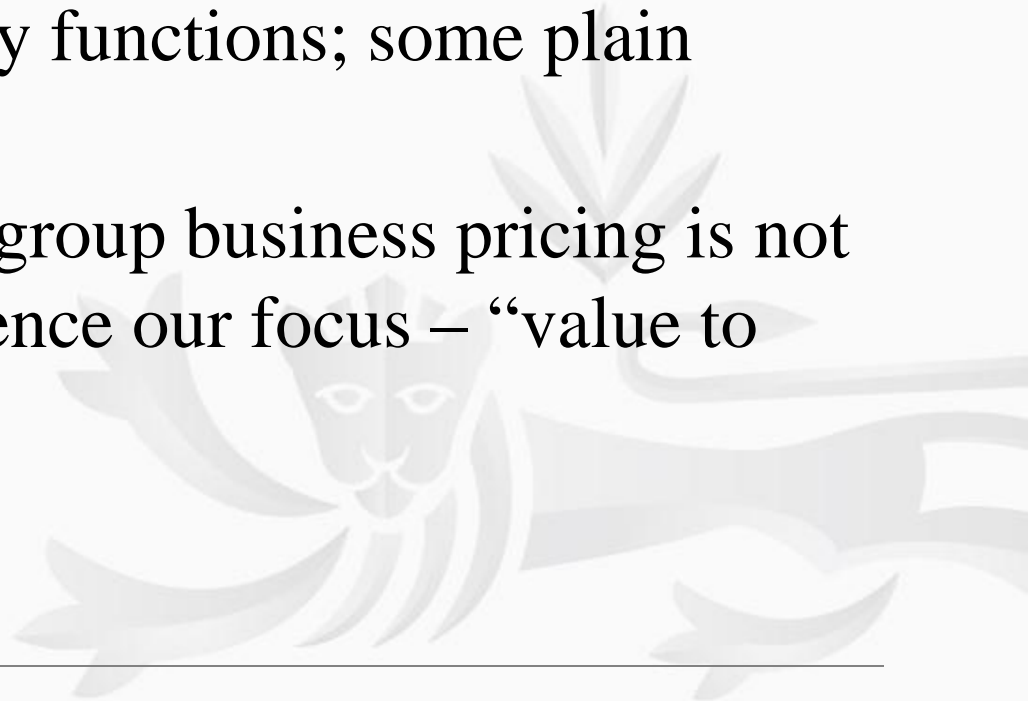 y functions; some plain
group business pricing is not
ence our focus – “value to